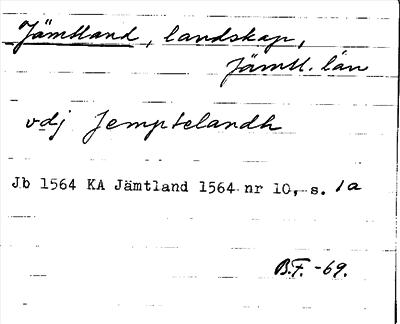 Jämtland, landskap,
Jämtl. län
vdj Jemptelandh
Jb 1564 KA Jämtland 1564 nr 10, s. 1a
B.F. -69.